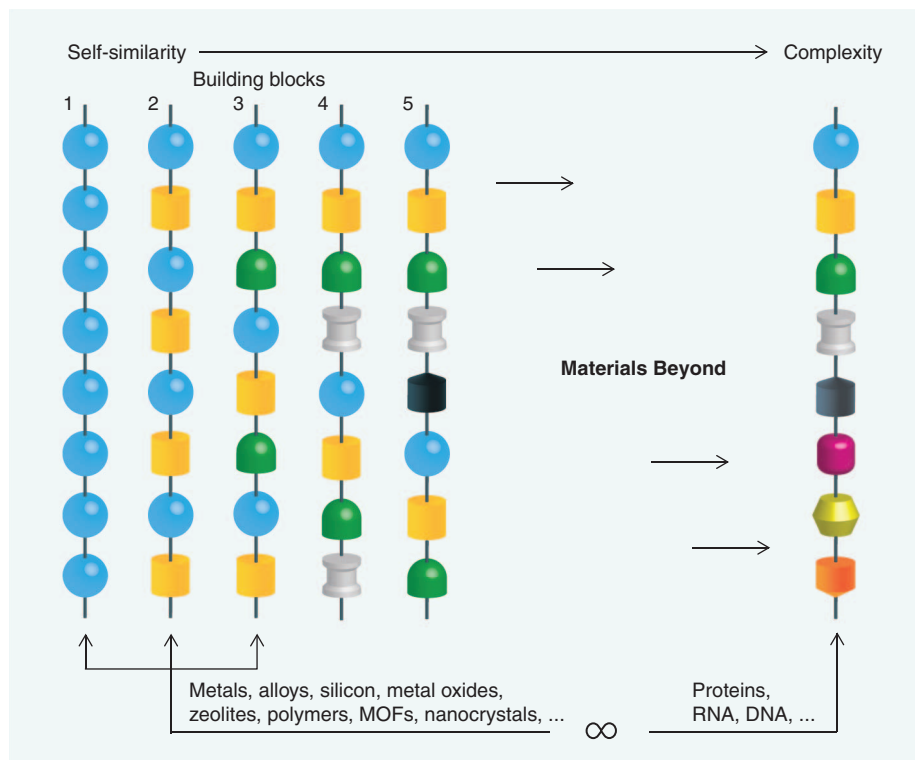 Self-similarity
Complexity
Building blocks
1 2 3 4 5
Materials Beyond
Metals, alloys, silicon, metal oxides,
zeolites, polymers, MOFs, nanocrystals, ...
∞
Proteins,
RNA, DNA, ...